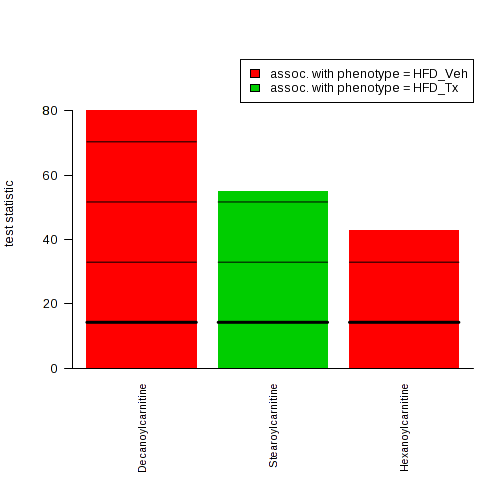 assoc. with phenotype = HFD_Veh
assoc. with phenotype = HFD_Tx
test statistic
80
60
40
20
0
Decanoylcarnitine
Stearoylcarnitine
Hexanoylcarnitine